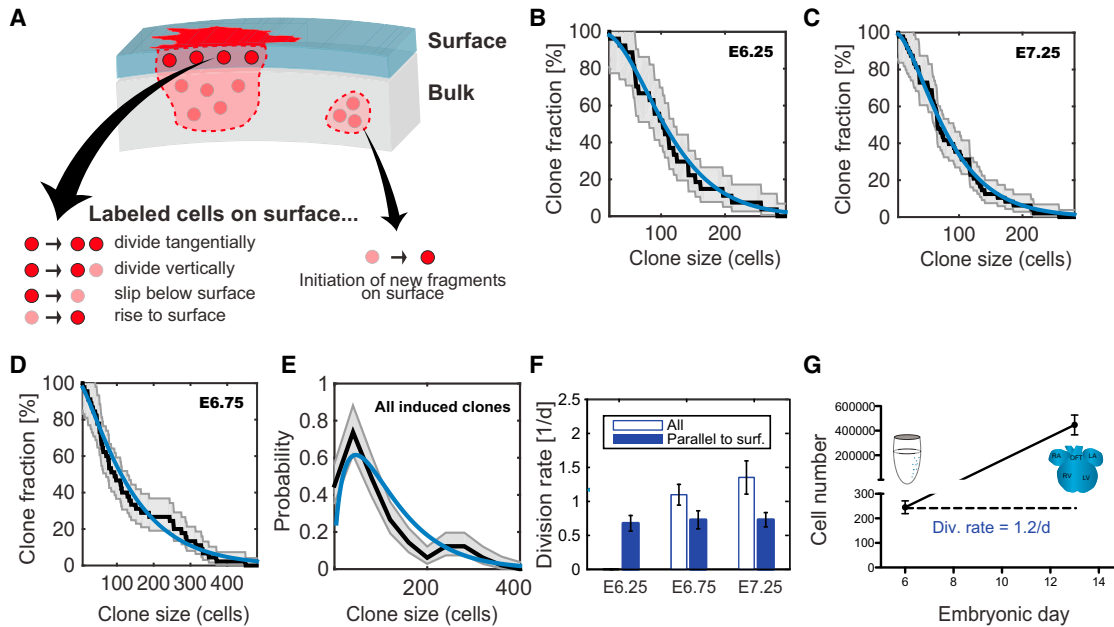 A
Surface
Bulk
Labeled cells on surface...
divide tangentially
divide vertically
slip below surface
rise to surface
Initiation of new fragments
on surface
B
Clone fraction [%]
100
80
60
40
20
0
E6.25
100 200
Clone size (cells)
C
Clone fraction [%]
100
80
60
40
20
0
E7.25
100 200
Clone size (cells)
D
Clone fraction [%]
100
80
60
40
20
0
E6.75
100 200 300 400
Clone size (cells)
E
Probability
1
0.8
0.6
0.4
0.2
0
All induced clones
200 400
Clone size (cells)
F
Division rate [1/d]
2.5
2
1.5
1
0.5
0
All
Parallel to surf.
E6.25 E6.75 E7.25
G
Cell number
600000
400000
200000
300
200
100
0
RA OFT LA
RV LV
Div. rate = 1.2/d
6 8 10 12 14
Embryonic day